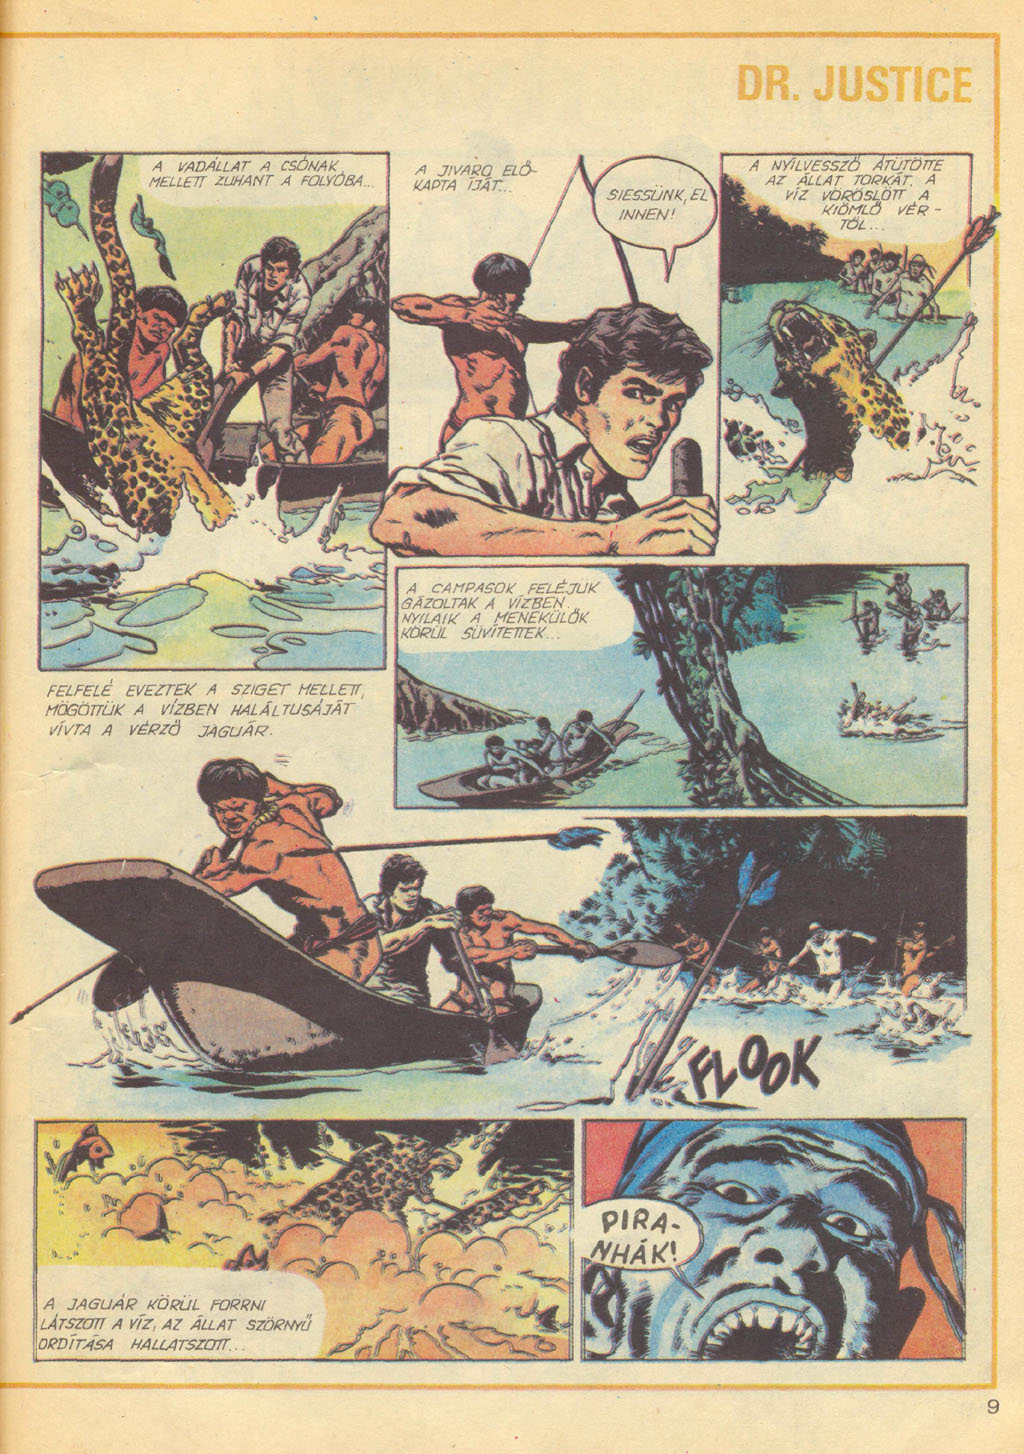 DR. JUSTICE
A VADÁLLAT A CSÓNAK
MELLETT ZUHANT A FOLYÓBA...
A JIVARO ELŐ-
KAPTA ÍJÁT...
SIESSÜNK, EL
INNEN!
A NYÍLVESSZŐ ÁTÜTÖTTE
AZ ÁLLAT TORKÁT. A
VÍZ VÖRÖSLÖTT A
KIÖMLŐ VÉR-
TŐL...
A CAMPASOK FELÉJÜK
GÁZOLTAK A VÍZBEN.
NYILAIK A MENEKÜLŐK
KÖRÜL SÜVÍTETTEK...
FELFELÉ EVEZTEK A SZIGET MELLETT,
MÖGÖTTÜK A VÍZBEN HALÁLTUSÁJÁT
VÍVTA A VÉRZŐ JAGUÁR.
FLOOK
A JAGUÁR KÖRÜL FORRNI
LÁTSZOTT A VÍZ, AZ ÁLLAT SZÖRNYŰ
ORDÍTÁSA HALLATSZOTT...
PIRA-
NHÁK!
9